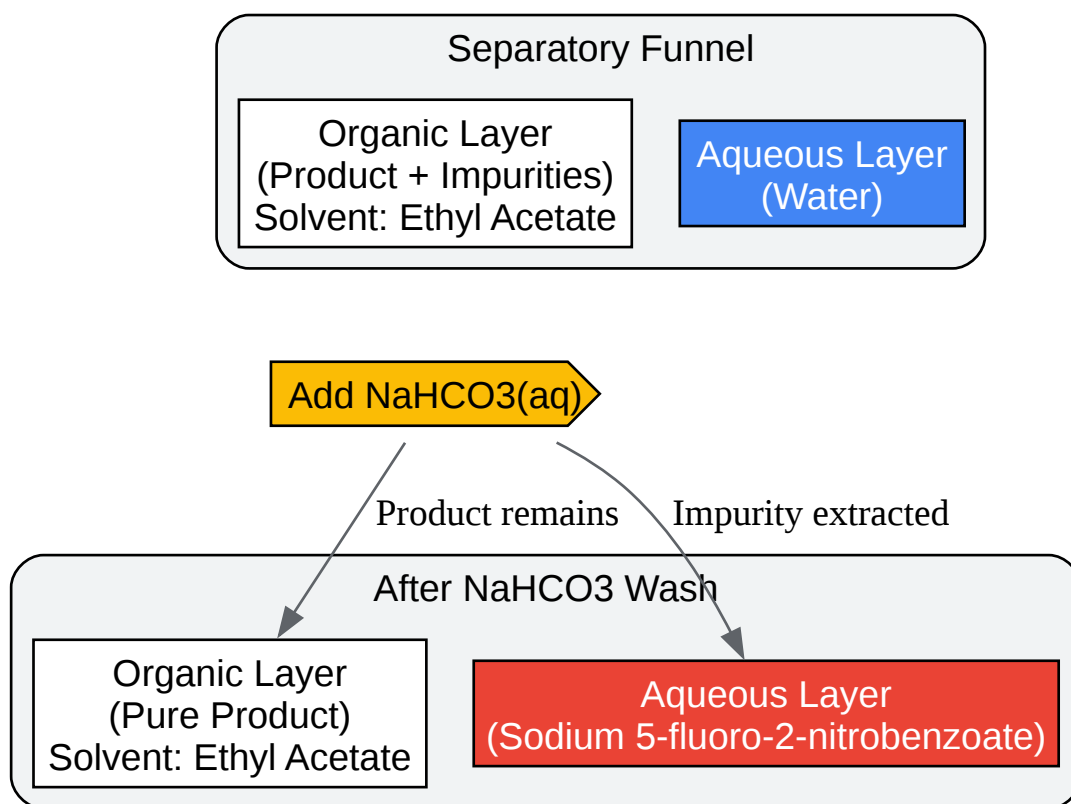 Separatory Funnel
Organic Layer
(Product + Impurities)
Solvent: Ethyl Acetate
Aqueous Layer
(Water)
Add NaHCO3(aq)
Product remains
Impurity extracted
After NaHCO3 Wash
Organic Layer
(Pure Product)
Solvent: Ethyl Acetate
Aqueous Layer
(Sodium 5-fluoro-2-nitrobenzoate)